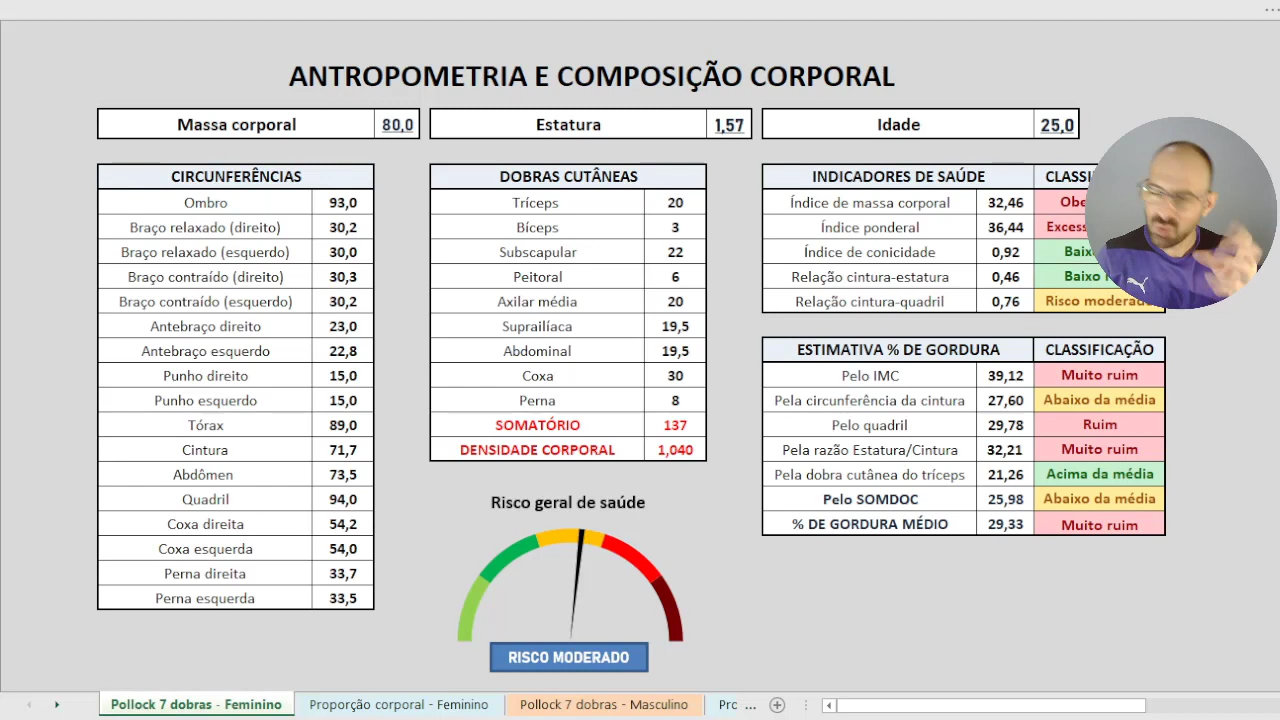 ANTROPOMETRIA E COMPOSIÇÃO CORPORAL
Massa corporal 80,0
Estatura 1,57
Idade 25,0
CIRCUNFERÊNCIAS
Ombro 93,0
Braço relaxado (direito) 30,2
Braço relaxado (esquerdo) 30,0
Braço contraído (direito) 30,3
Braço contraído (esquerdo) 30,2
Antebraço direito 23,0
Antebraço esquerdo 22,8
Punho direito 15,0
Punho esquerdo 15,0
Tórax 89,0
Cintura 71,7
Abdômen 73,5
Quadril 94,0
Coxa direita 54,2
Coxa esquerda 54,0
Perna direita 33,7
Perna esquerda 33,5
DOBRAS CUTÂNEAS
Tríceps 20
Bíceps 3
Subscapular 22
Peitoral 6
Axilar média 20
Suprailíaca 19,5
Abdominal 19,5
Coxa 30
Perna 8
SOMATÓRIO 137
DENSIDADE CORPORAL 1,040
Risco geral de saúde
RISCO MODERADO
INDICADORES DE SAÚDE CLASSI
Índice de massa corporal 32,46 Obe
Índice ponderal 36,44 Excess
Índice de conicidade 0,92 Baix
Relação cintura-estatura 0,46 Baixo
Relação cintura-quadril 0,76 Risco moderado
ESTIMATIVA % DE GORDURA CLASSIFICAÇÃO
Pelo IMC 39,12 Muito ruim
Pela circunferência da cintura 27,60 Abaixo da média
Pelo quadril 29,78 Ruim
Pela razão Estatura/Cintura 32,21 Muito ruim
Pela dobra cutânea do tríceps 21,26 Acima da média
Pelo SOMDOC 25,98 Abaixo da média
% DE GORDURA MÉDIO 29,33 Muito ruim
Pollock 7 dobras - Feminino Proporção corporal - Feminino Pollock 7 dobras - Masculino Pro ...